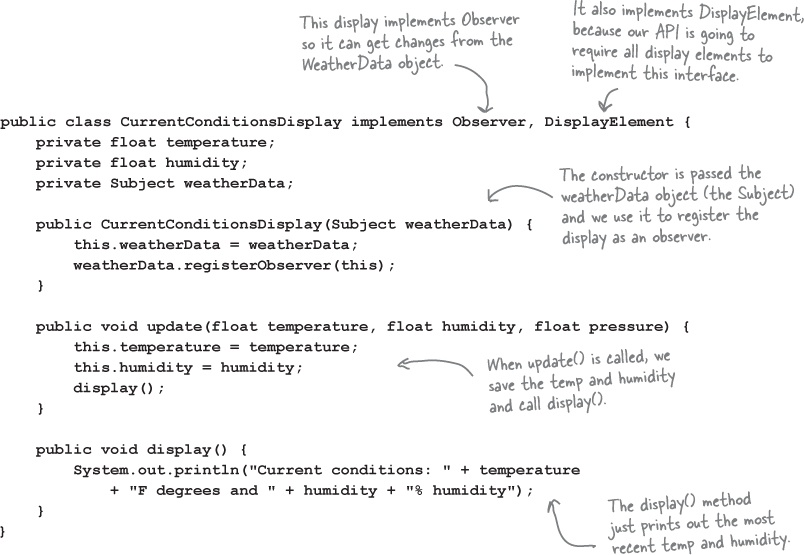 This display implements Observer
so it can get changes from the
WeatherData object.
It also implements DisplayElement,
because our API is going to
require all display elements to
implement this interface.
public class CurrentConditionsDisplay implements Observer, DisplayElement {
    private float temperature;
    private float humidity;
    private Subject weatherData;
The constructor is passed the
weatherData object (the Subject)
and we use it to register the
display as an observer.
    public CurrentConditionsDisplay(Subject weatherData) {
        this.weatherData = weatherData;
        weatherData.registerObserver(this);
    }
    public void update(float temperature, float humidity, float pressure) {
        this.temperature = temperature;
        this.humidity = humidity;
        display();
    }
When update() is called, we
save the temp and humidity
and call display().
    public void display() {
        System.out.println("Current conditions: " + temperature
            + "F degrees and " + humidity + "% humidity");
    }
}
The display() method
just prints out the most
recent temp and humidity.